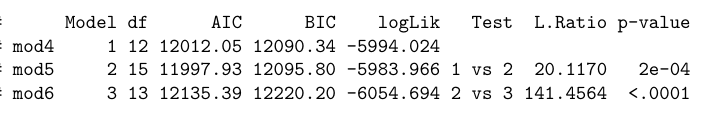 # Model df AIC BIC logLik Test L.Ratio p-value
# mod4 1 12 12012.05 12090.34 -5994.024
# mod5 2 15 11997.93 12095.80 -5983.966 1 vs 2 20.1170 2e-04
# mod6 3 13 12135.39 12220.20 -6054.694 2 vs 3 141.4564 <.0001